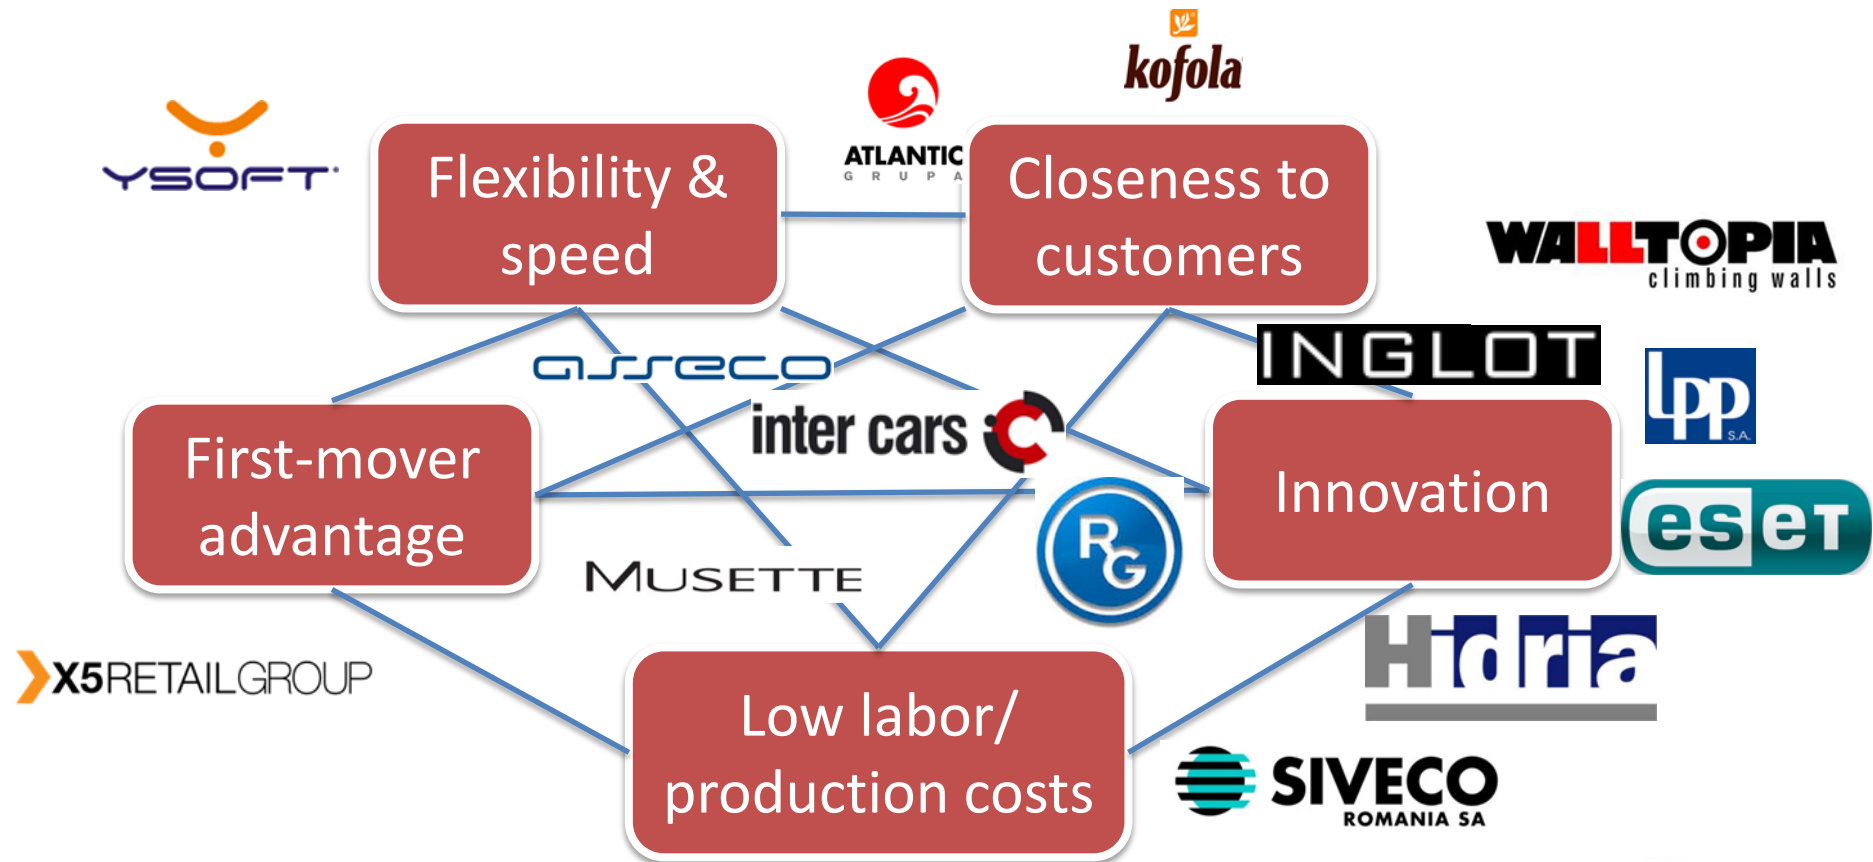 kofola
YSOFT
ATLANTIC
GRUPA
Flexibility &
speed
Closeness to
customers
WALLTOPIA
climbing walls
asseco
INGLOT
inter cars
LPP
S.A.
First-mover
advantage
Innovation
RG
eset
MUSETTE
Hidria
X5RETAILGROUP
Low labor/
production costs
SIVECO
ROMANIA SA